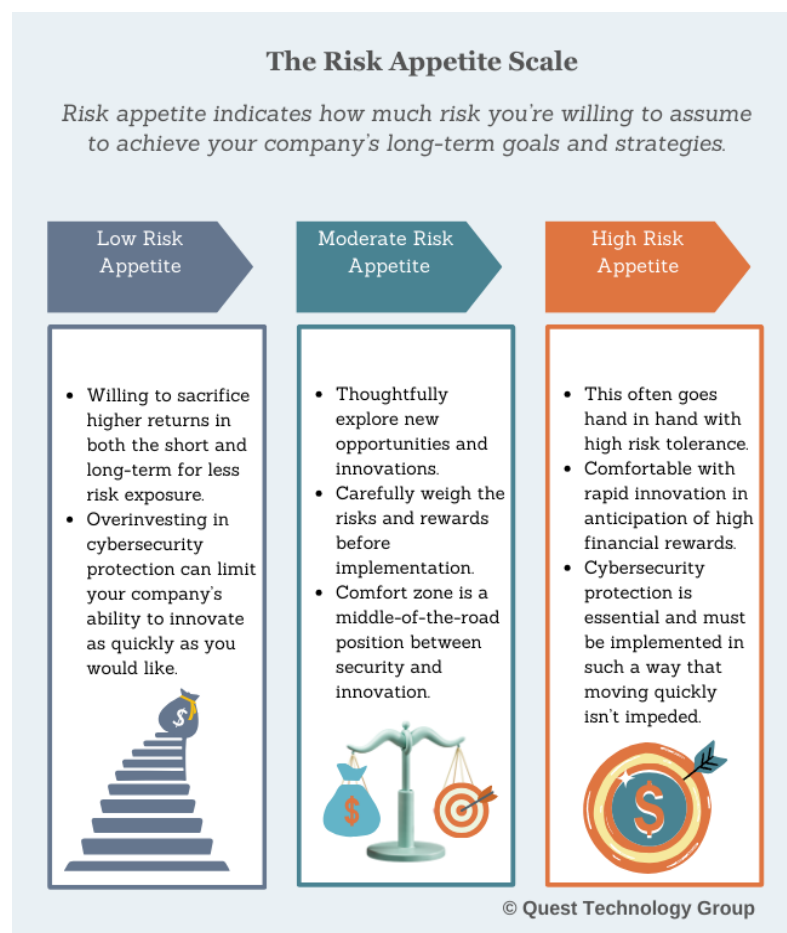 The Risk Appetite Scale
Risk appetite indicates how much risk you're willing to assume
to achieve your company's long-term goals and strategies.
Low Risk
Appetite
• Willing to sacrifice
higher returns in
both the short and
long-term for less
risk exposure.
• Overinvesting in
cybersecurity
protection can limit
your company's
ability to innovate
as quickly as you
would like.
$
Moderate Risk
Appetite
• Thoughtfully
explore new
opportunities and
innovations.
• Carefully weigh the
risks and rewards
before
implementation.
• Comfort zone is a
middle-of-the-road
position between
security and
innovation.
$
High Risk
Appetite
• This often goes
hand in hand with
high risk tolerance.
• Comfortable with
rapid innovation in
anticipation of high
financial rewards.
• Cybersecurity
protection is
essential and must
be implemented in
such a way that
moving quickly
isn't impeded.
$
© Quest Technology Group